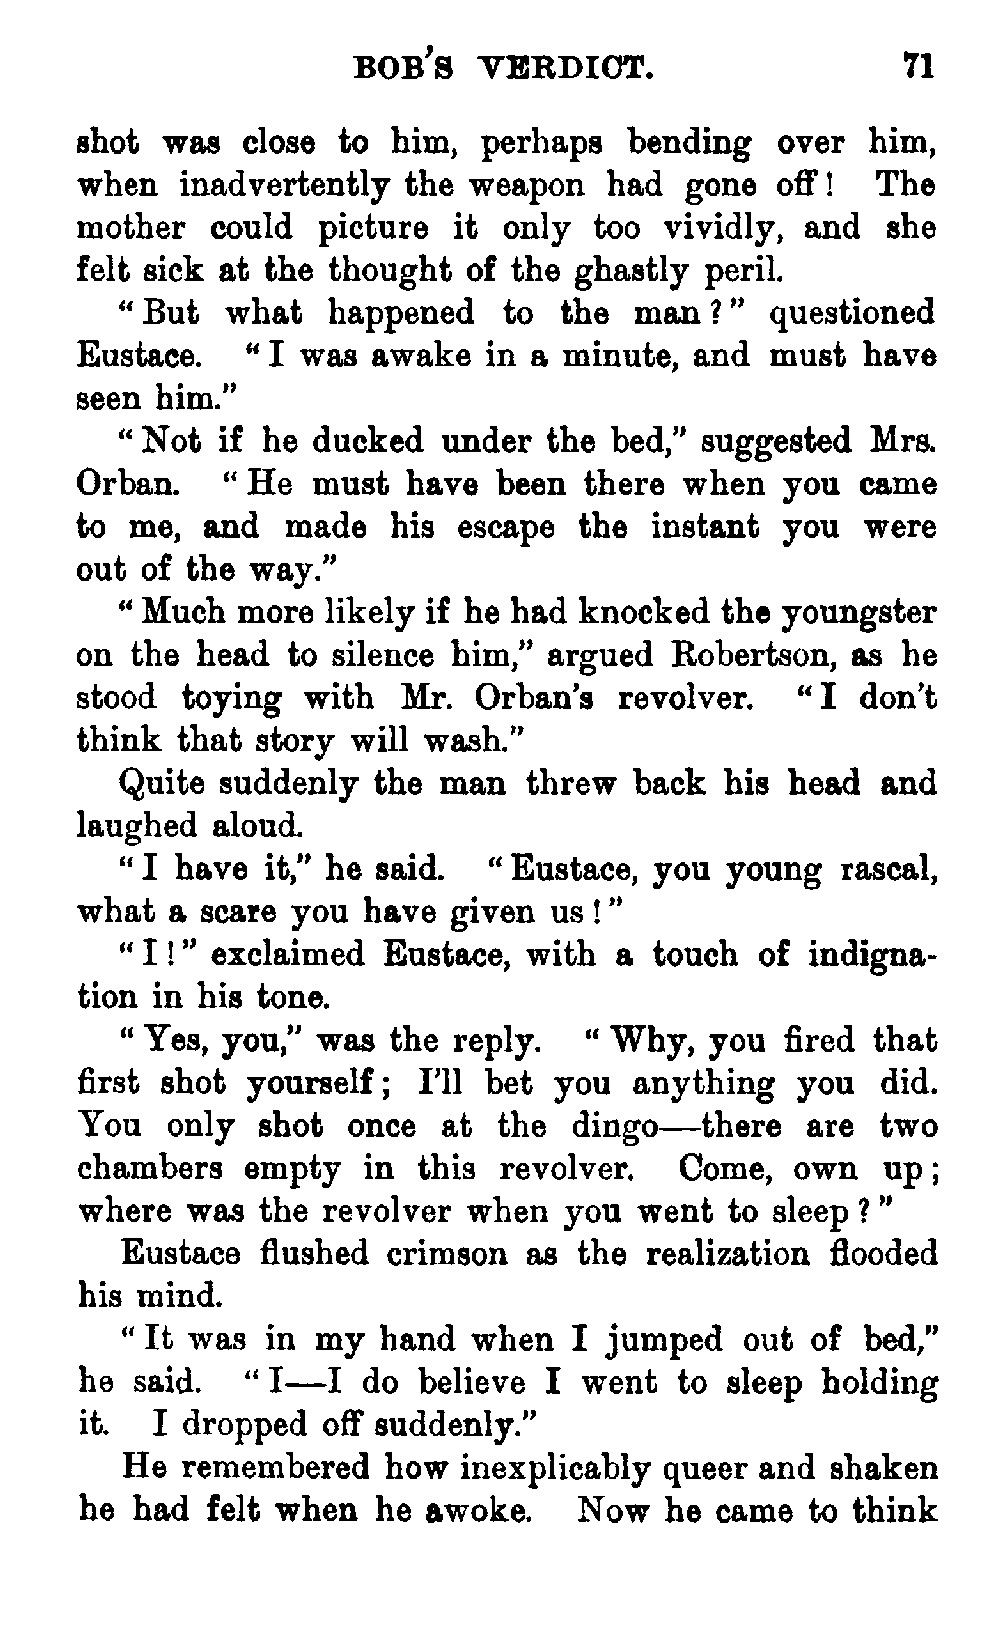 BOB'S VERDICT. 71
shot was close to him, perhaps bending over him,
when inadvertently the weapon had gone off! The
mother could picture it only too vividly, and she
felt sick at the thought of the ghastly peril.
"But what happened to the man?" questioned
Eustace. "I was awake in a minute, and must have
seen him."
"Not if he ducked under the bed," suggested Mrs.
Orban. "He must have been there when you came
to me, and made his escape the instant you were
out of the way."
"Much more likely if he had knocked the youngster
on the head to silence him," argued Robertson, as he
stood toying with Mr. Orban's revolver. "I don't
think that story will wash."
Quite suddenly the man threw back his head and
laughed aloud.
"I have it," he said. "Eustace, you young rascal,
what a scare you have given us!"
"I!" exclaimed Eustace, with a touch of indigna-
tion in his tone.
"Yes, you," was the reply. "Why, you fired that
first shot yourself; I'll bet you anything you did.
You only shot once at the dingo—there are two
chambers empty in this revolver. Come, own up;
where was the revolver when you went to sleep?"
Eustace flushed crimson as the realization flooded
his mind.
"It was in my hand when I jumped out of bed,"
he said. "I—I do believe I went to sleep holding
it. I dropped off suddenly."
He remembered how inexplicably queer and shaken
he had felt when he awoke. Now he came to think